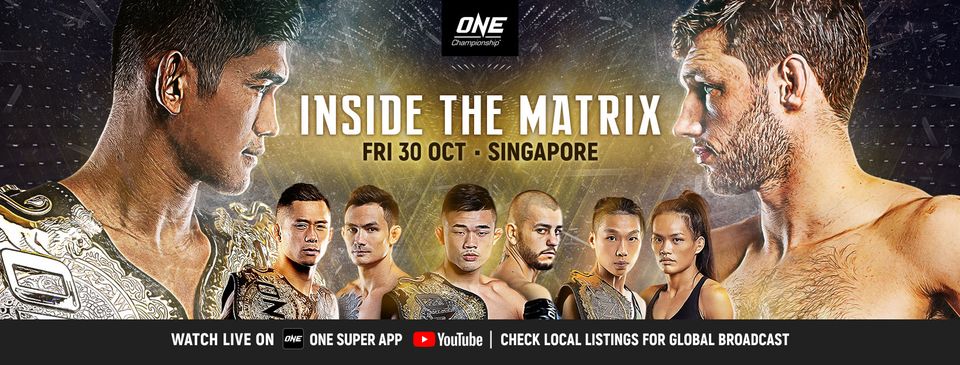 ONE
Championship
INSIDE THE MATRIX
FRI 30 OCT · SINGAPORE
ONE
WATCH LIVE ON ONE ONE SUPER APP YouTube | CHECK LOCAL LISTINGS FOR GLOBAL BROADCAST